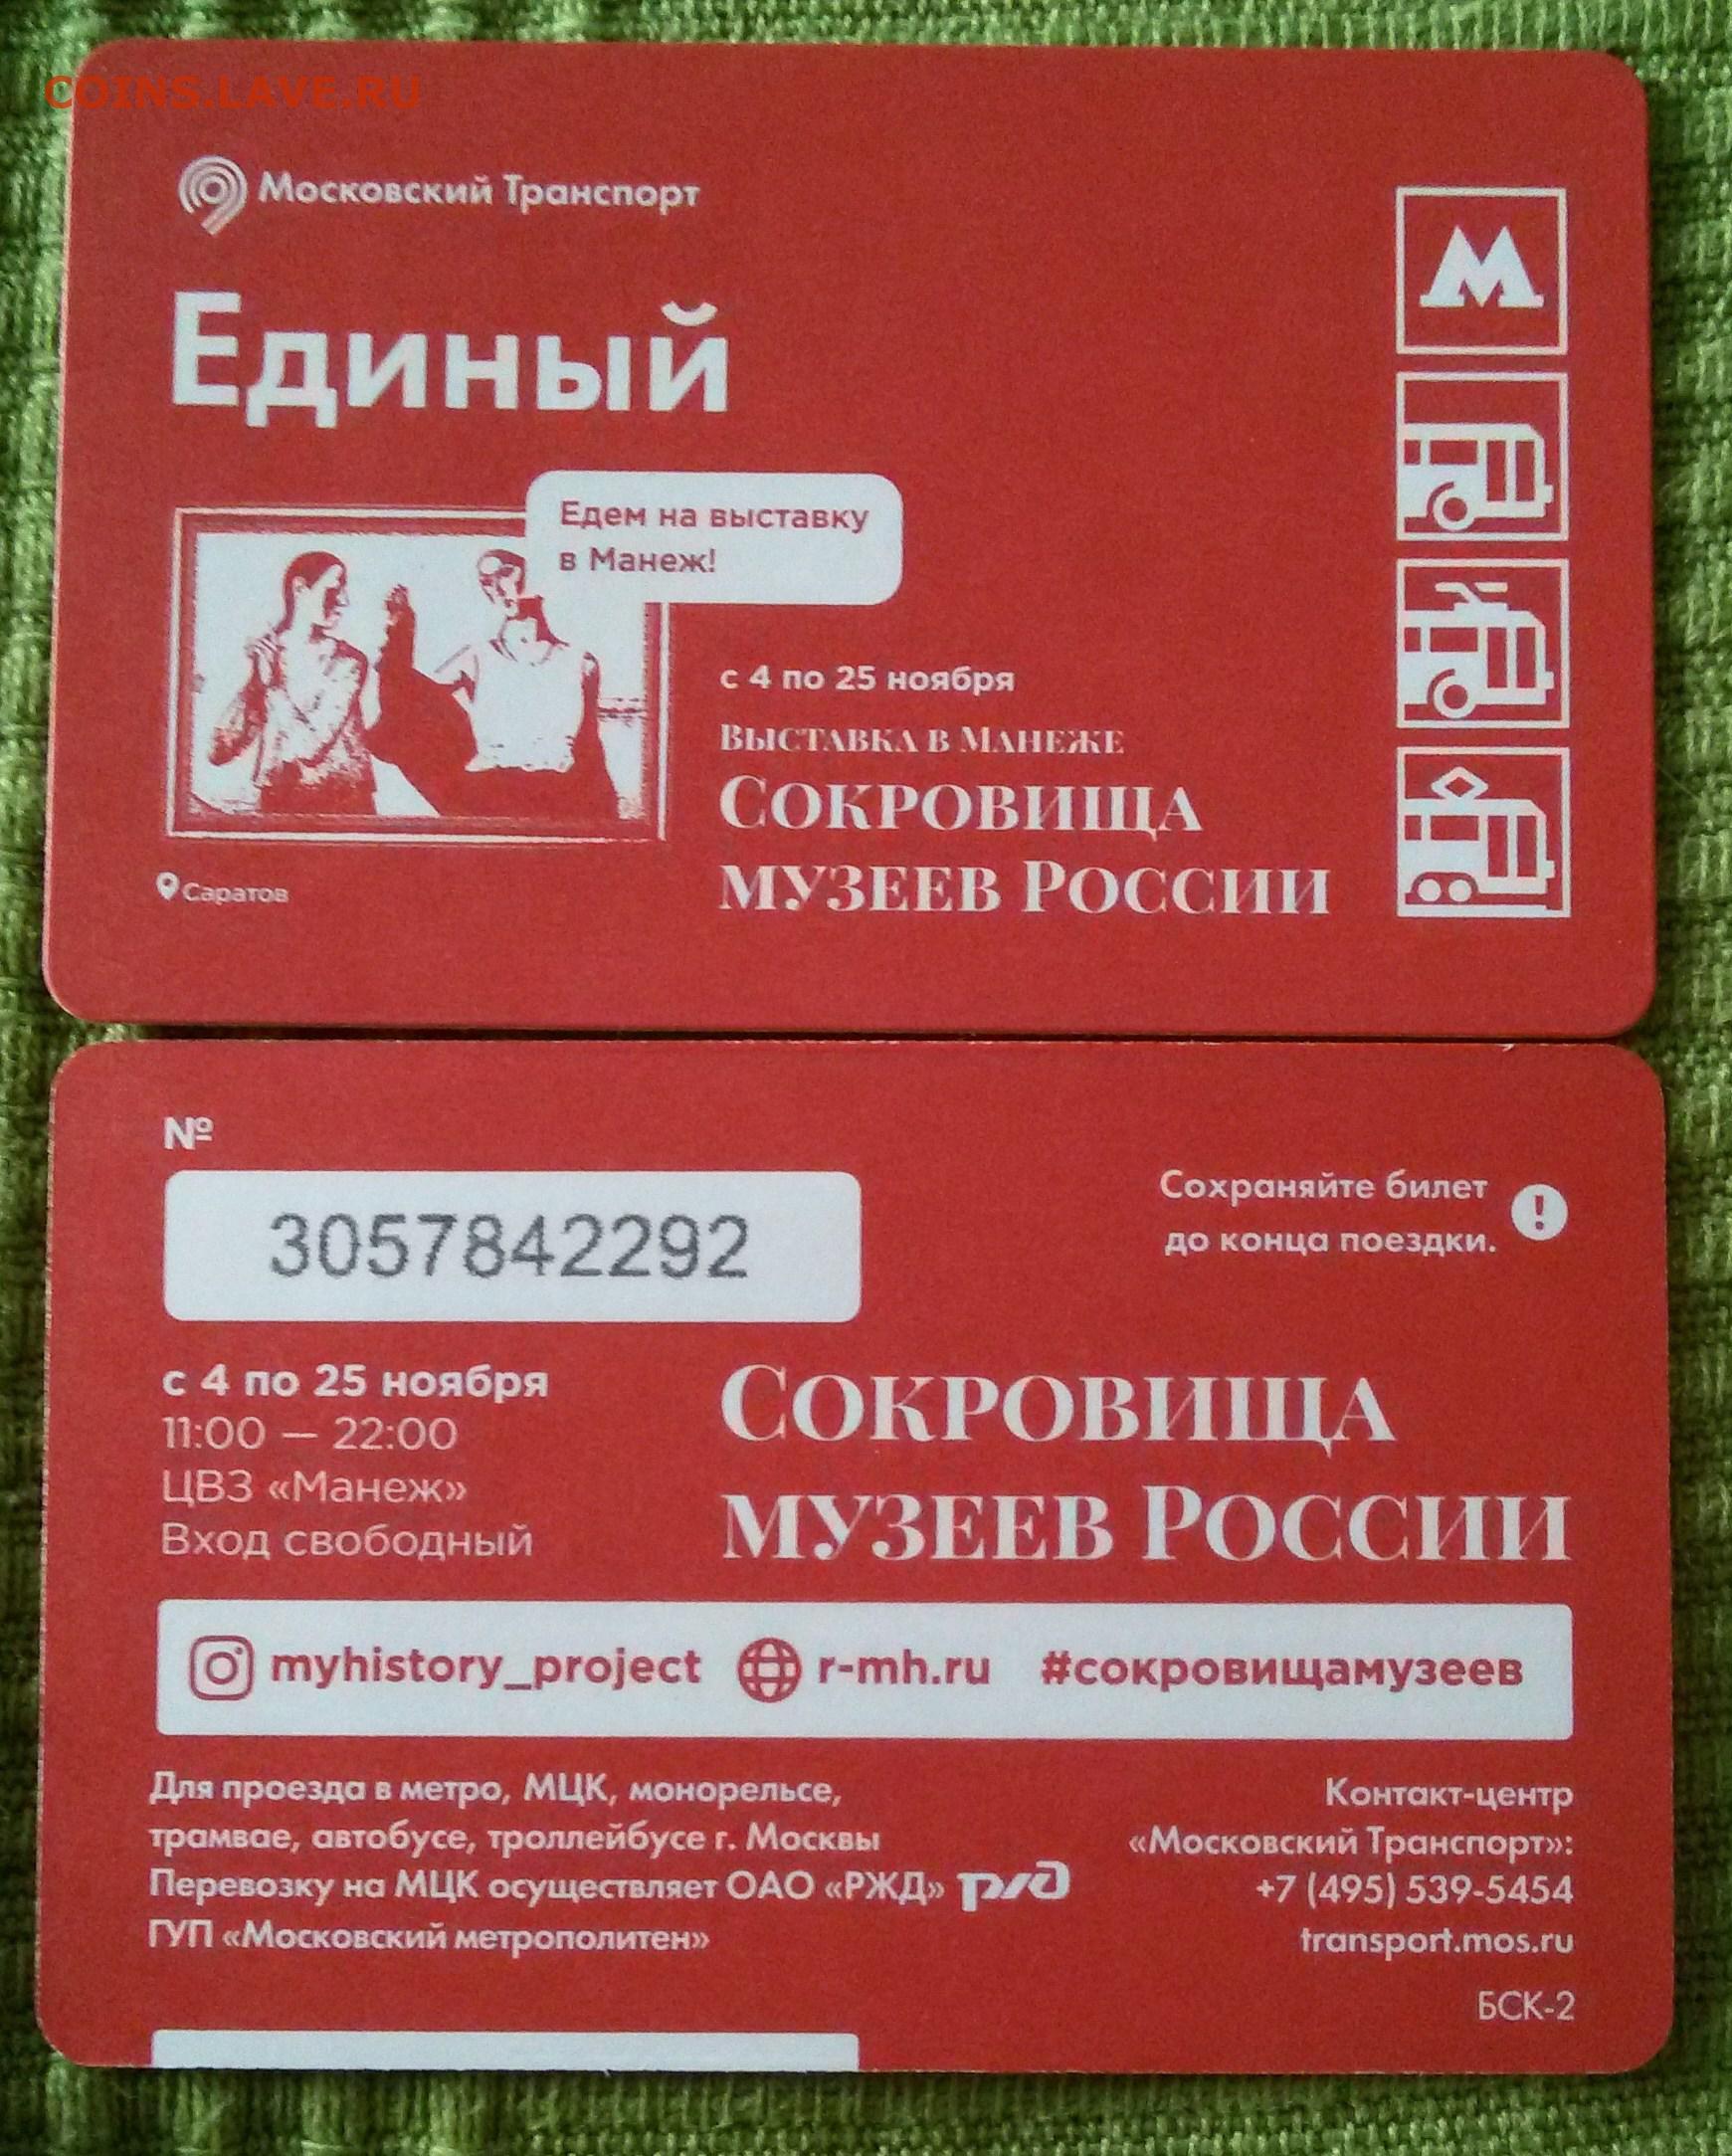 COINS.LAVE.RU
Московский Транспорт
Единый
М
Едем на выставку
в Манеж!
с 4 по 25 ноября
Выставка в Манеже
Сокровища
музеев России
Саратов
№
3057842292
Сохраняйте билет
до конца поездки.
!
с 4 по 25 ноября
11:00 — 22:00
ЦВЗ «Манеж»
Вход свободный
Сокровища
музеев России
myhistory_project r-mh.ru #сокровищамузеев
Для проезда в метро, МЦК, монорельсе,
трамвае, автобусе, троллейбусе г. Москвы
Перевозку на МЦК осуществляет ОАО «РЖД» ржд
ГУП «Московский метрополитен»
Контакт-центр
«Московский Транспорт»:
+7 (495) 539-5454
transport.mos.ru
БСК-2